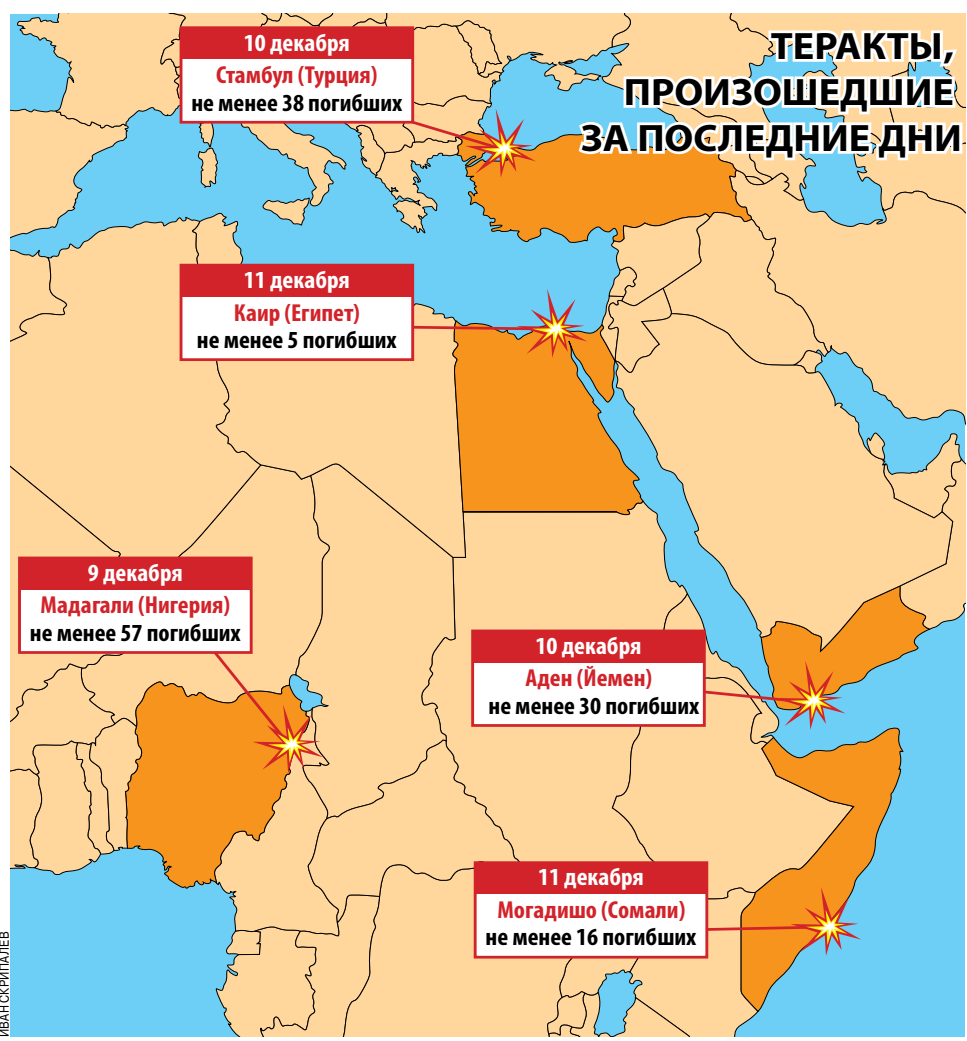 ТЕРАКТЫ,
ПРОИЗОШЕДШИЕ
ЗА ПОСЛЕДНИЕ ДНИ
10 декабря
Стамбул (Турция)
не менее 38 погибших
11 декабря
Каир (Египет)
не менее 5 погибших
9 декабря
Мадагали (Нигерия)
не менее 57 погибших
10 декабря
Аден (Йемен)
не менее 30 погибших
11 декабря
Могадишо (Сомали)
не менее 16 погибших
ИВАН СКРИПАЛЕВ